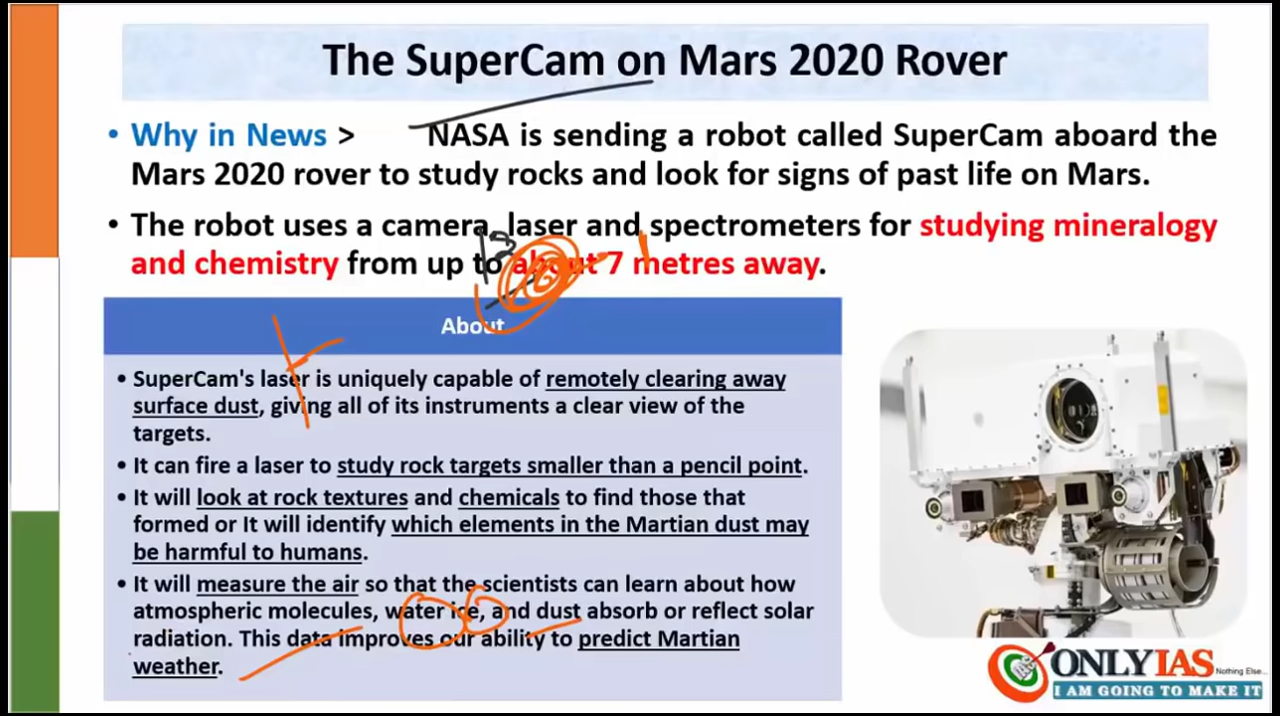 The SuperCam on Mars 2020 Rover
• Why in News > NASA is sending a robot called SuperCam aboard the
Mars 2020 rover to study rocks and look for signs of past life on Mars.
• The robot uses a camera, laser and spectrometers for studying mineralogy
and chemistry from up to about 7 metres away.
About
• SuperCam's laser is uniquely capable of remotely clearing away
surface dust, giving all of its instruments a clear view of the
targets.
• It can fire a laser to study rock targets smaller than a pencil point.
• It will look at rock textures and chemicals to find those that
formed or It will identify which elements in the Martian dust may
be harmful to humans.
• It will measure the air so that the scientists can learn about how
atmospheric molecules, water ice, and dust absorb or reflect solar
radiation. This data improves our ability to predict Martian
weather.
ONLYIAS
Nothing Else...
I AM GOING TO MAKE IT